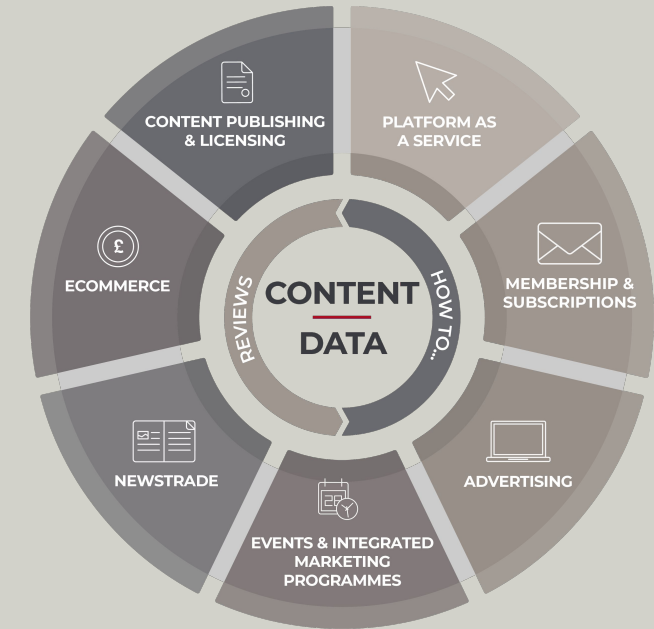 CONTENT PUBLISHING
& LICENSING
PLATFORM AS
A SERVICE
MEMBERSHIP &
SUBSCRIPTIONS
ADVERTISING
EVENTS & INTEGRATED
MARKETING
PROGRAMMES
NEWSTRADE
£
ECOMMERCE
REVIEWS
HOW TO...
CONTENT
DATA